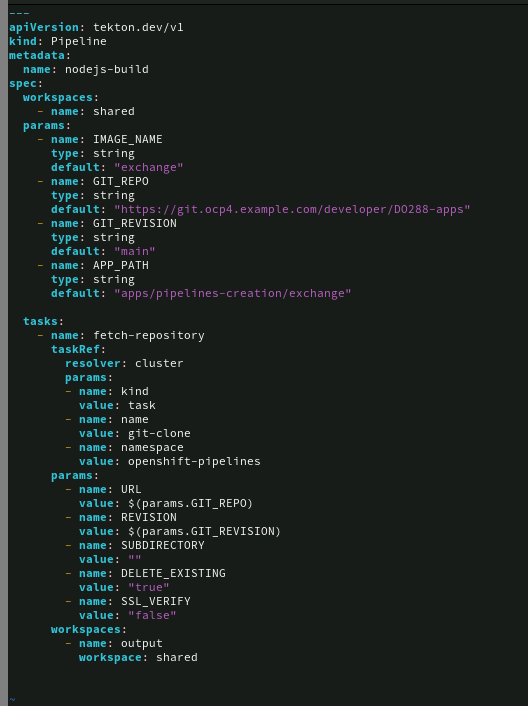 ---
apiVersion: tekton.dev/v1
kind: Pipeline
metadata:
  name: nodejs-build
spec:
  workspaces:
    - name: shared
  params:
    - name: IMAGE_NAME
      type: string
      default: "exchange"
    - name: GIT_REPO
      type: string
      default: "https://git.ocp4.example.com/developer/DO288-apps"
    - name: GIT_REVISION
      type: string
      default: "main"
    - name: APP_PATH
      type: string
      default: "apps/pipelines-creation/exchange"

  tasks:
    - name: fetch-repository
      taskRef:
        resolver: cluster
        params:
        - name: kind
          value: task
        - name: name
          value: git-clone
        - name: namespace
          value: openshift-pipelines
      params:
        - name: URL
          value: $(params.GIT_REPO)
        - name: REVISION
          value: $(params.GIT_REVISION)
        - name: SUBDIRECTORY
          value: ""
        - name: DELETE_EXISTING
          value: "true"
        - name: SSL_VERIFY
          value: "false"
      workspaces:
        - name: output
          workspace: shared
~